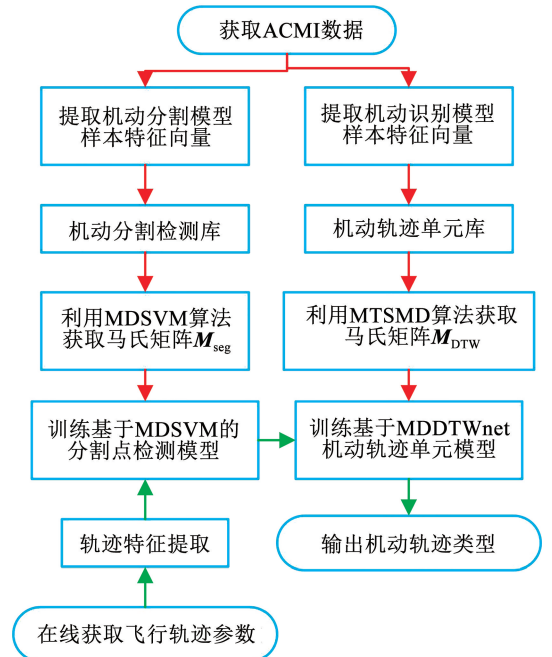 获取ACMI数据
提取机动分割模型
样本特征向量
提取机动识别模型
样本特征向量
机动分割检测库
机动轨迹单元库
利用MDSVM算法
获取马氏矩阵Mseg
利用MTSMD算法获取
马氏矩阵MDTW
训练基于MDSVM的
分割点检测模型
训练基于MDDTWnet
机动轨迹单元模型
轨迹特征提取
输出机动轨迹类型
在线获取飞行轨迹参数